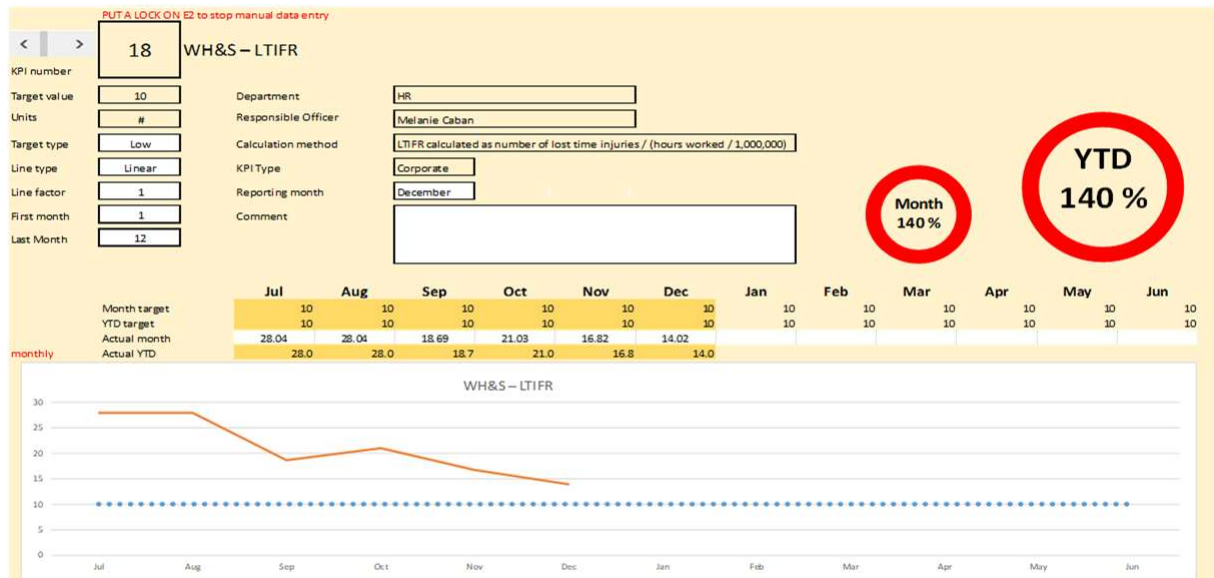 PUT A LOCK ON E2 to stop manual data entry
< >
18 WH&S – LTIFR
KPI number
Target value 10 Department HR
Units # Responsible Officer Melanie Caban
Target type Low Calculation method LTIFR calculated as number of lost time injuries / (hours worked / 1,000,000)
Line type Linear KPI Type Corporate
Line factor 1 Reporting month December
First month 1 Comment
Last Month 12
Month
140 %
YTD
140 %
Jul Aug Sep Oct Nov Dec Jan Feb Mar Apr May Jun
Month target 10 10 10 10 10 10 10 10 10 10 10 10
YTD target 10 10 10 10 10 10 10 10 10 10 10 10
Actual month 28.04 28.04 18.69 21.03 16.82 14.02
monthly Actual YTD 28.0 28.0 18.7 21.0 16.8 14.0
WH&S – LTIFR
30
25
20
15
10
5
0
Jul Aug Sep Oct Nov Dec Jan Feb Mar Apr May Jun